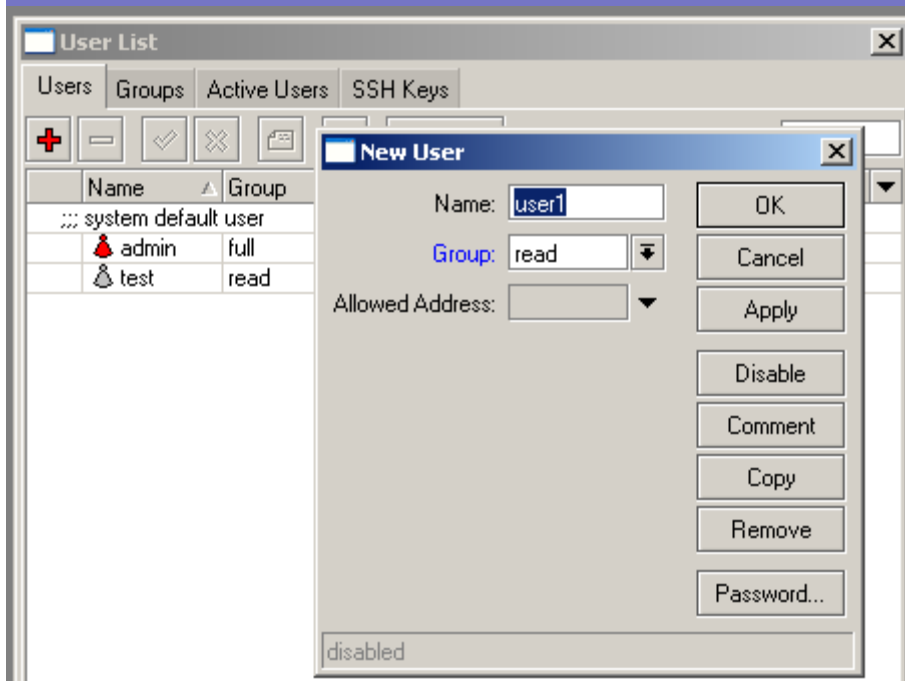 User List
Users Groups Active Users SSH Keys
Name Group
;;; system default user
admin full
test read
New User
Name: user1
Group: read
Allowed Address:
OK
Cancel
Apply
Disable
Comment
Copy
Remove
Password...
disabled